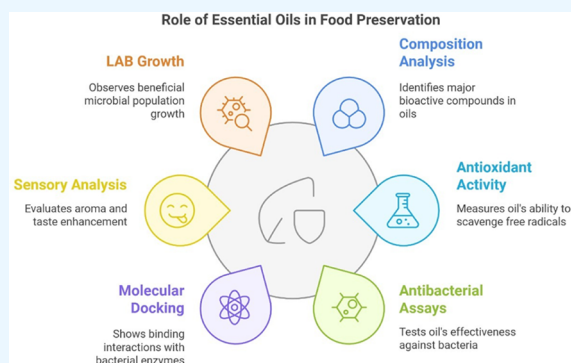 Role of Essential Oils in Food Preservation
LAB Growth
Observes beneficial
microbial population
growth
Composition
Analysis
Identifies major
bioactive compounds in
oils
Sensory Analysis
Evaluates aroma and
taste enhancement
Antioxidant
Activity
Measures oil's ability to
scavenge free radicals
Molecular
Docking
Shows binding
interactions with
bacterial enzymes
Antibacterial
Assays
Tests oil's effectiveness
against bacteria